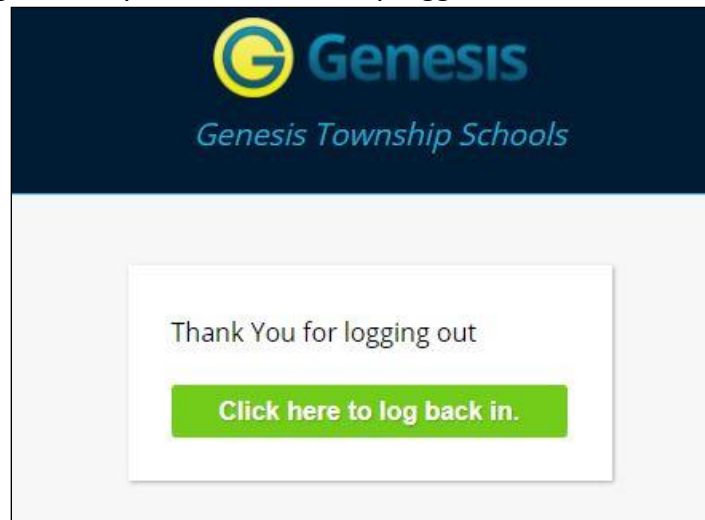 Genesis
Genesis Township Schools
Thank You for logging out
Click here to log back in.